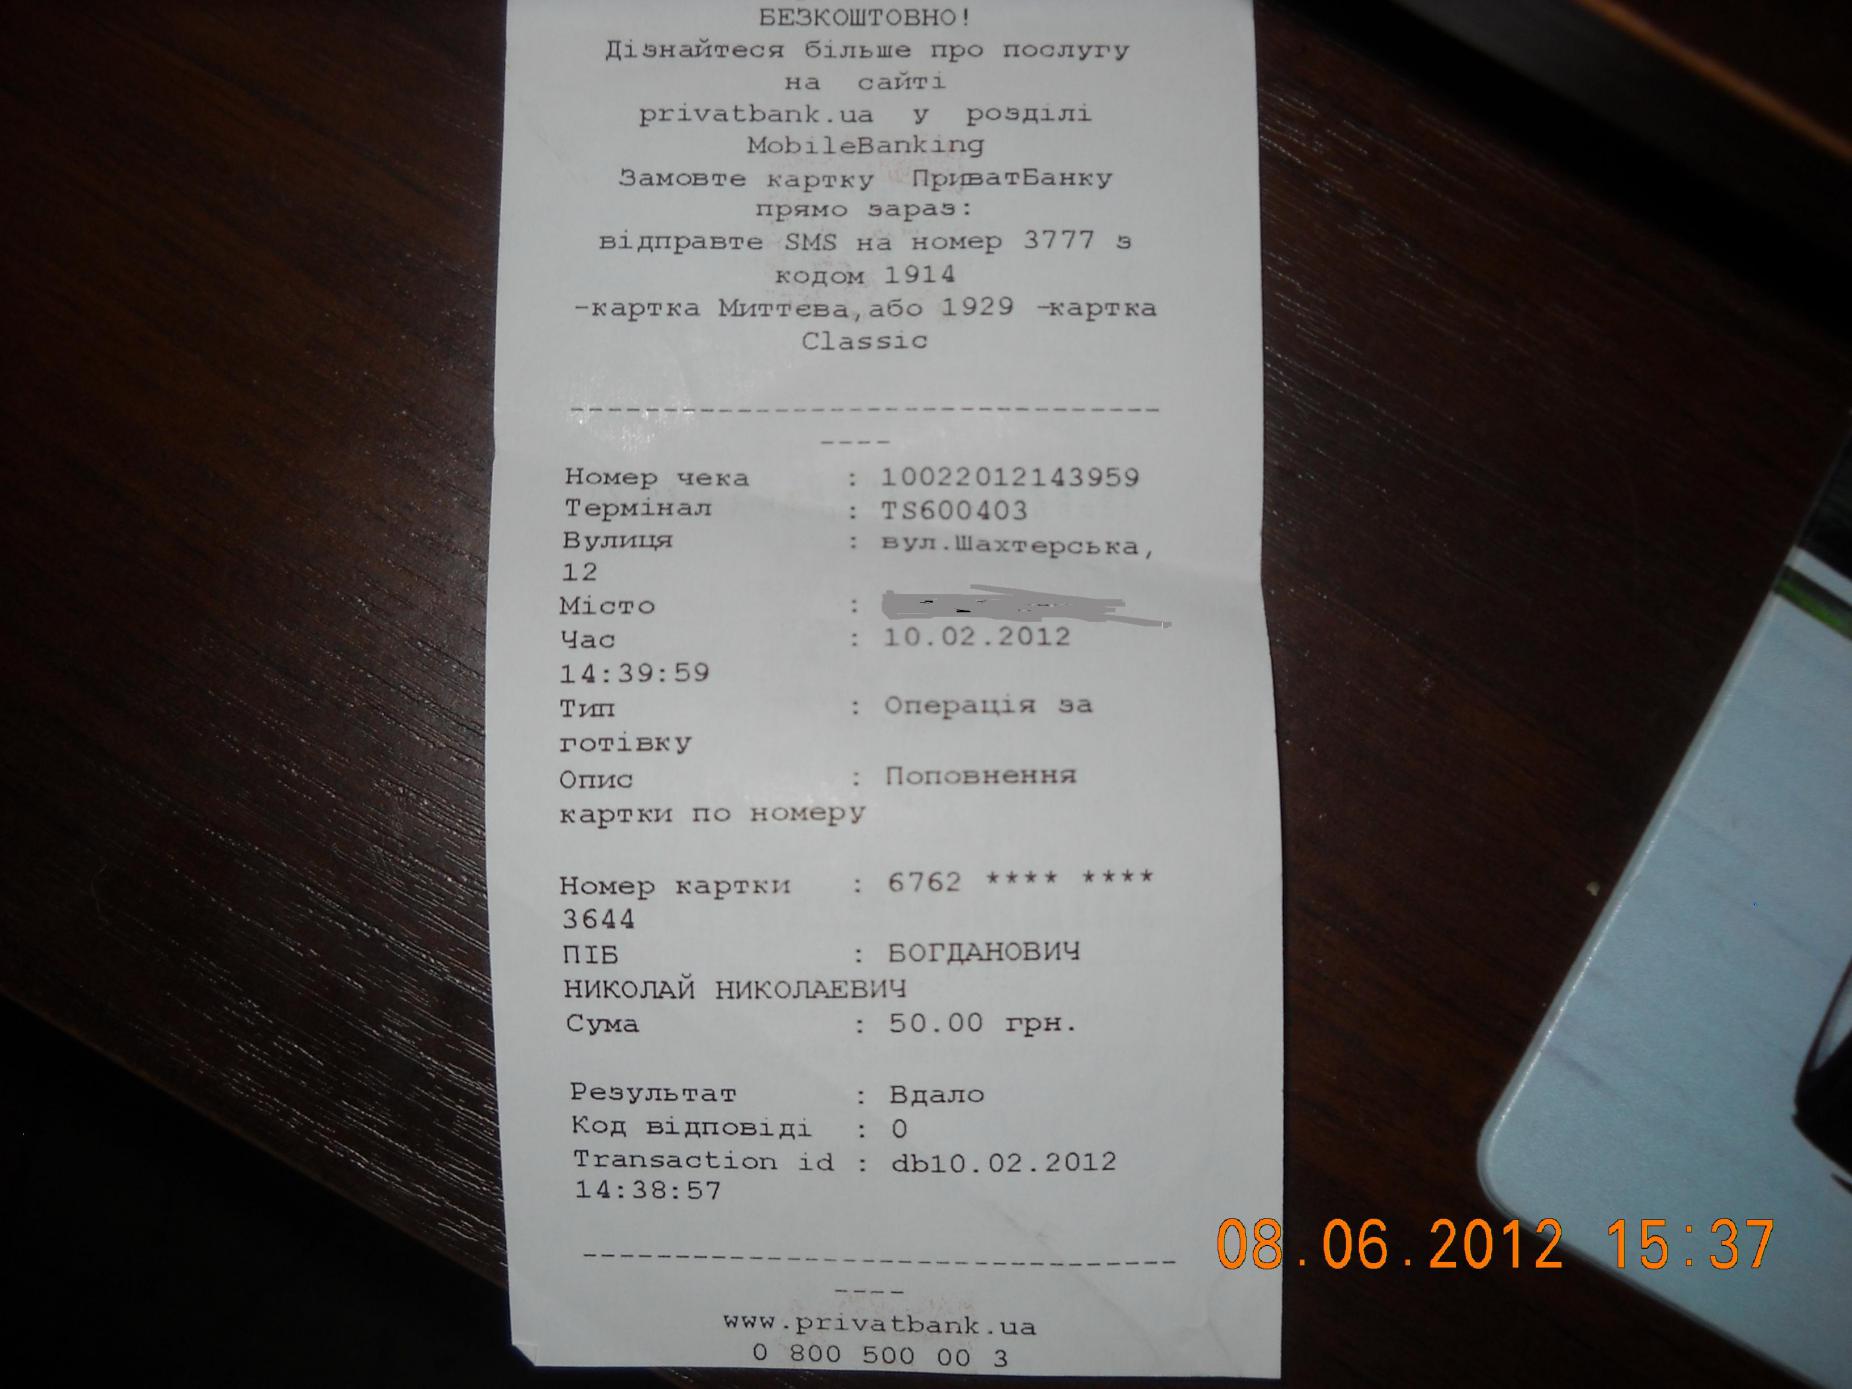 БЕЗКОШТОВНО!
Дізнайтеся більше про послугу
на сайті
privatbank.ua у розділі
MobileBanking
Замовте картку ПриватБанку
прямо зараз:
відправте SMS на номер 3777 з
кодом 1914
-картка Миттєва,або 1929 -картка
Classic
--------------------------------
----
Номер чека : 10022012143959
Термінал : TS600403
Вулиця : вул.Шахтерська,
12
Місто :
Час : 10.02.2012
14:39:59
Тип : Операція за
готівку
Опис : Поповнення
картки по номеру
Номер картки : 6762 **** ****
3644
ПІБ : БОГДАНОВИЧ
НИКОЛАЙ НИКОЛАЕВИЧ
Сума : 50.00 грн.
Результат : Вдало
Код відповіді : 0
Transaction id : db10.02.2012
14:38:57
--------------------------------
----
www.privatbank.ua
0 800 500 00 3
08.06.2012 15:37